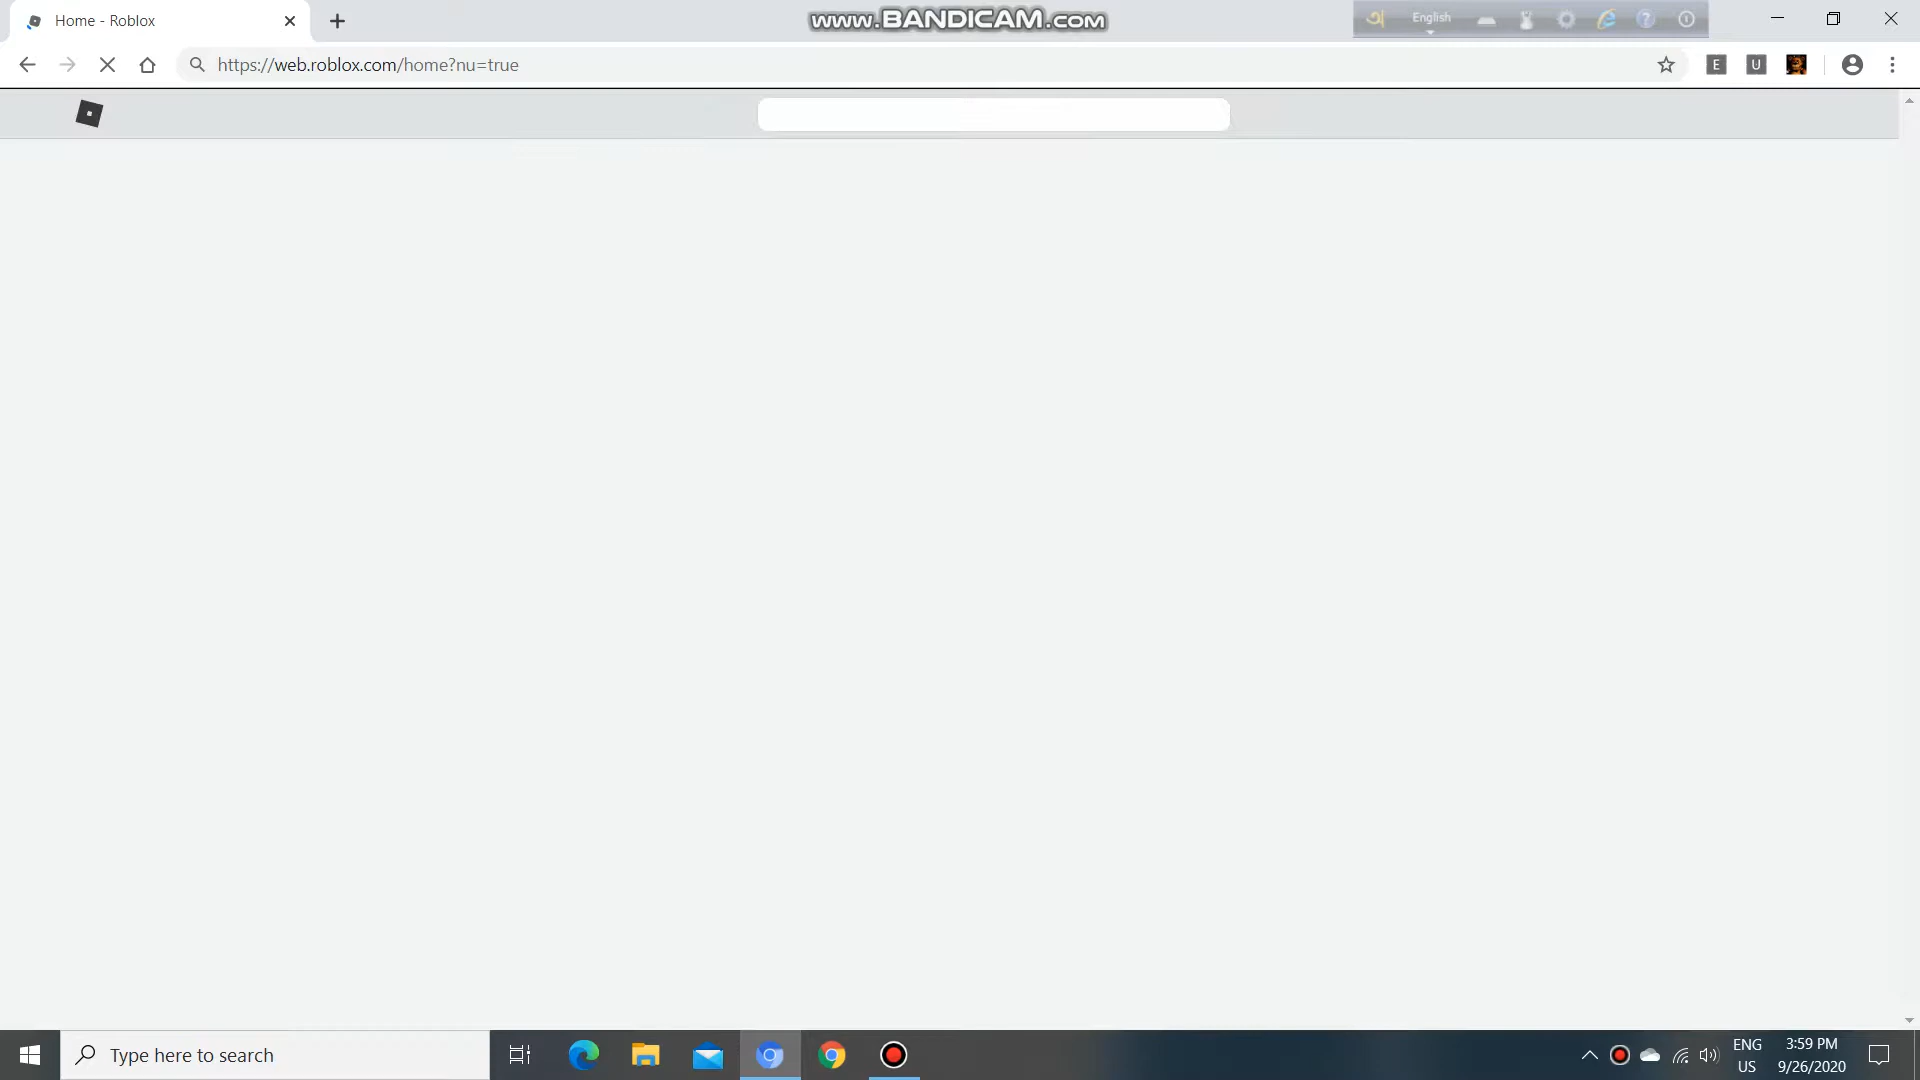 Home - Roblox
www.BANDICAM.com
অ
English
https://web.roblox.com/home?nu=true
E
U
Type here to search
ENG
US
3:59 PM
9/26/2020